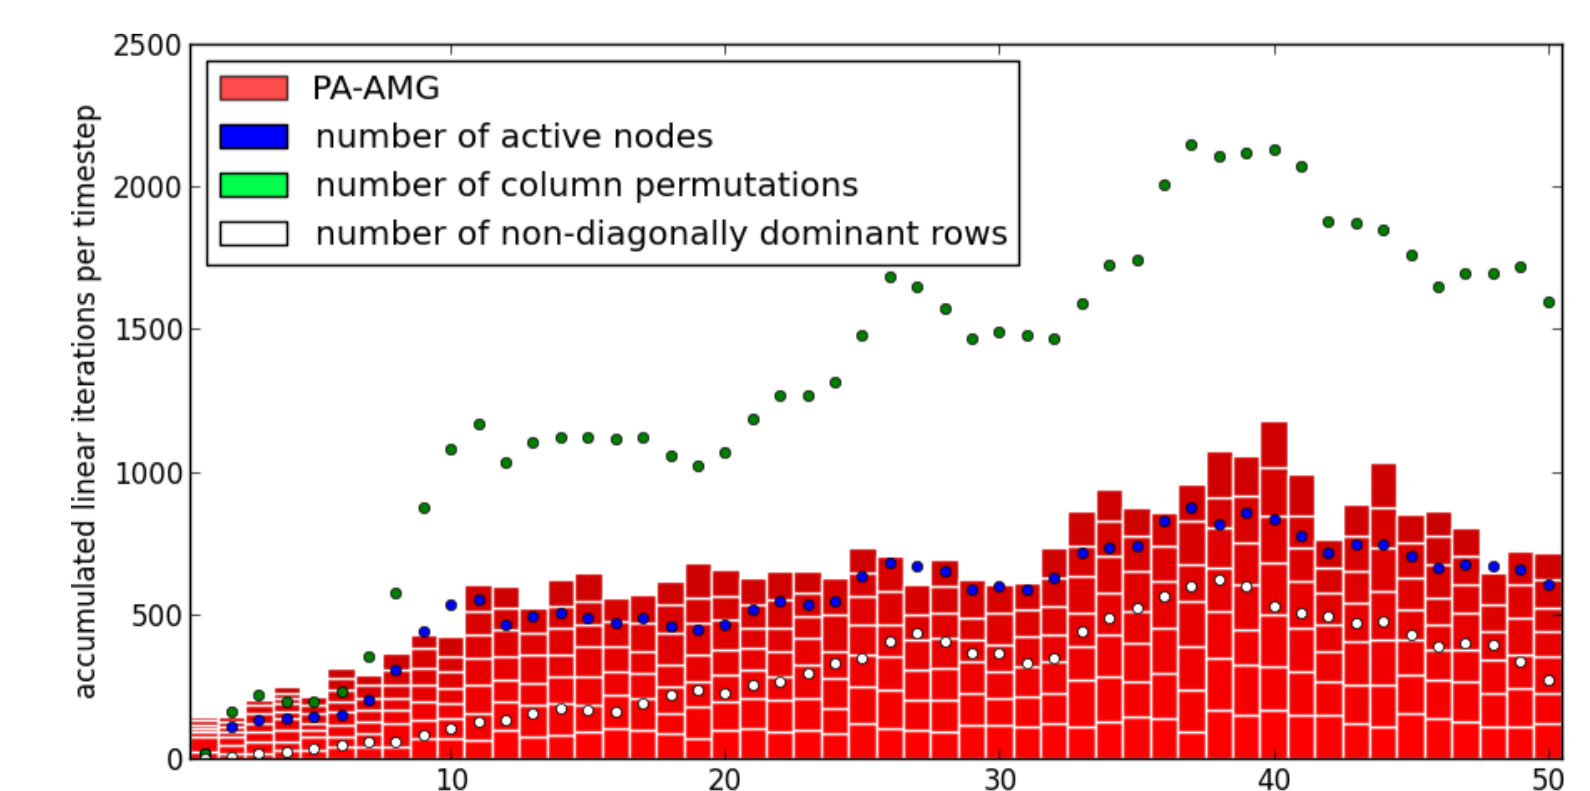 accumulated linear iterations per timestep
2500
2000
1500
1000
500
0
PA-AMG
number of active nodes
number of column permutations
number of non-diagonally dominant rows
10 20 30 40 50